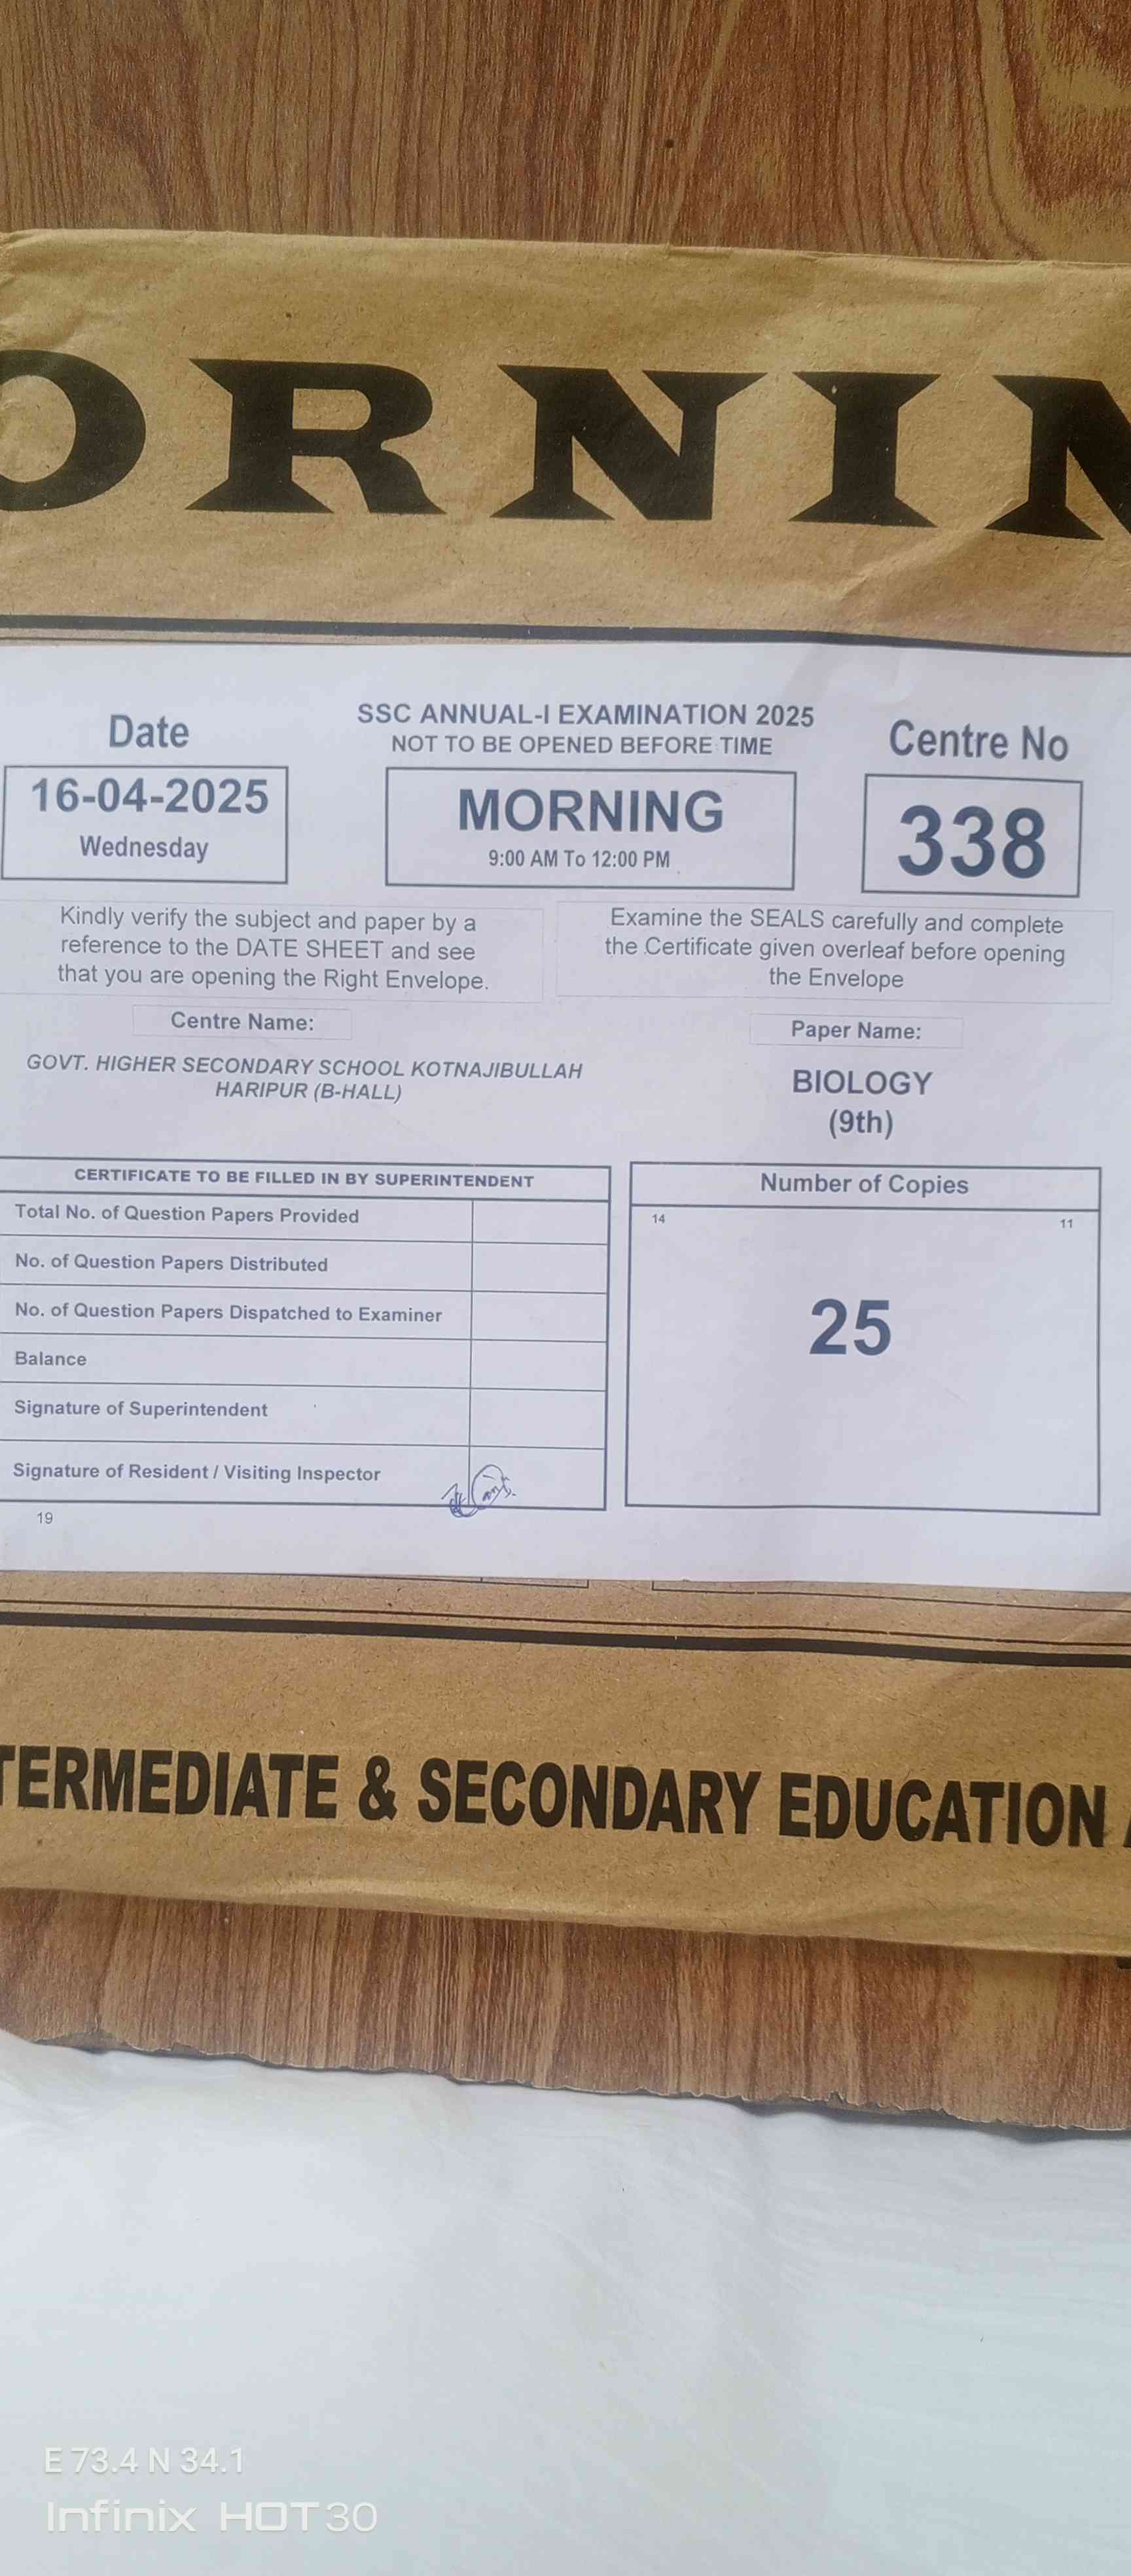 ORNIN
SSC ANNUAL-I EXAMINATION 2025
NOT TO BE OPENED BEFORE TIME
Date
16-04-2025
Wednesday
MORNING
9:00 AM To 12:00 PM
Centre No
338
Kindly verify the subject and paper by a
reference to the DATE SHEET and see
that you are opening the Right Envelope.
Examine the SEALS carefully and complete
the Certificate given overleaf before opening
the Envelope
Centre Name:
GOVT. HIGHER SECONDARY SCHOOL KOTNAJIBULLAH
HARIPUR (B-HALL)
Paper Name:
BIOLOGY
(9th)
CERTIFICATE TO BE FILLED IN BY SUPERINTENDENT
Total No. of Question Papers Provided
No. of Question Papers Distributed
No. of Question Papers Dispatched to Examiner
Balance
Signature of Superintendent
Signature of Resident / Visiting Inspector
19
Number of Copies
14 11
25
TERMEDIATE & SECONDARY EDUCATION
E 73.4 N 34.1
Infinix HOT 30